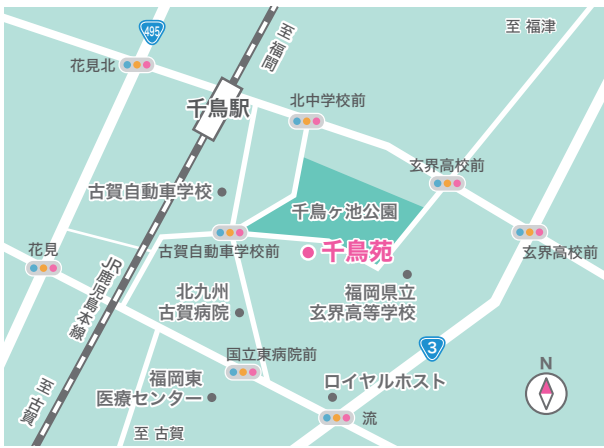 495
至 福間
至 福津
花見北
千鳥駅
北中学校前
玄界高校前
古賀自動車学校
千鳥ヶ池公園
花見
古賀自動車学校前
千鳥苑
玄界高校前
JR鹿児島本線
北九州
古賀病院
福岡県立
玄界高等学校
3
国立東病院前
N
至 古賀
福岡東
医療センター
ロイヤルホスト
流
至 古賀